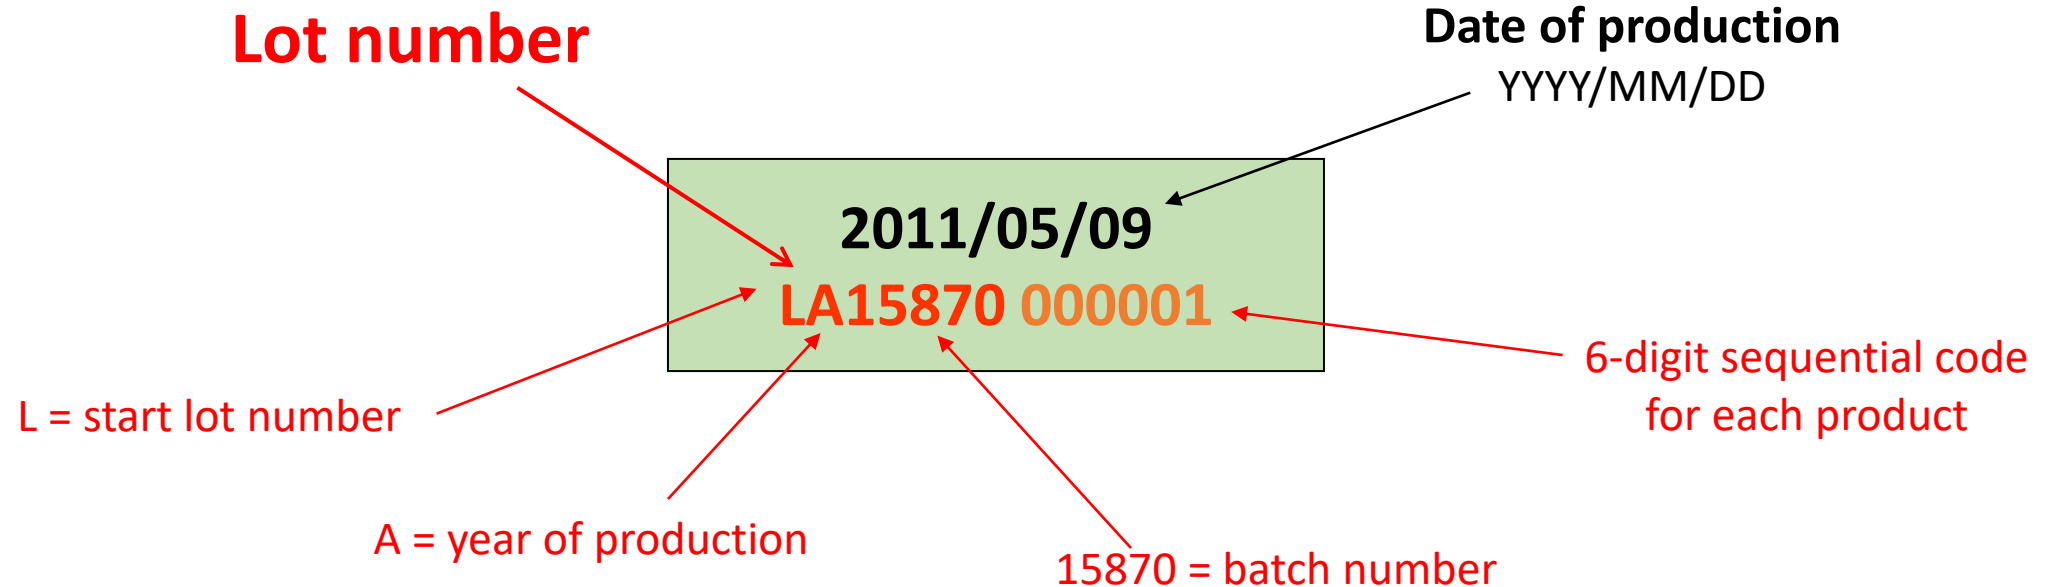 Lot number
Date of production
YYYY/MM/DD
2011/05/09
LA15870 000001
L = start lot number
6-digit sequential code
for each product
A = year of production
15870 = batch number